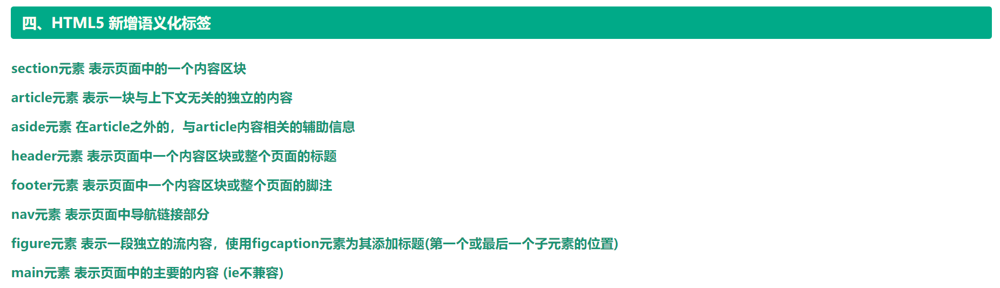 四、HTML5 新增语义化标签
section元素 表示页面中的一个内容区块
article元素 表示一块与上下文无关的独立的内容
aside元素 在article之外的，与article内容相关的辅助信息
header元素 表示页面中一个内容区块或整个页面的标题
footer元素 表示页面中一个内容区块或整个页面的脚注
nav元素 表示页面中导航链接部分
figure元素 表示一段独立的流内容，使用figcaption元素为其添加标题(第一个或最后一个子元素的位置)
main元素 表示页面中的主要的内容 (ie不兼容)